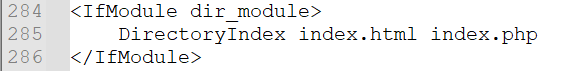 284 <IfModule dir_module>
285     DirectoryIndex index.html index.php
286 </IfModule>